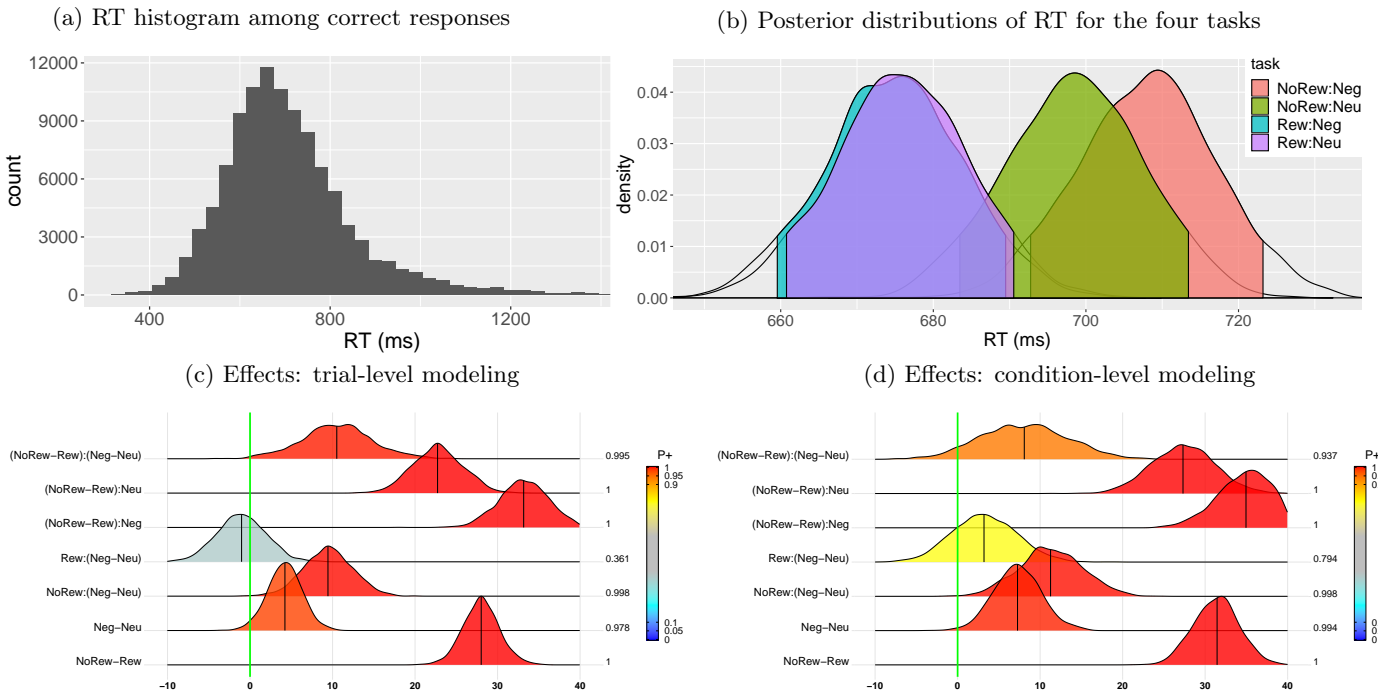 (a) RT histogram among correct responses
12000
9000
6000
3000
0
count
400
800
1200
RT (ms)
(b) Posterior distributions of RT for the four tasks
0.04
0.03
0.02
0.01
0.00
density
660
680
700
720
RT (ms)
task
NoRew:Neg
NoRew:Neu
Rew:Neg
Rew:Neu
(c) Effects: trial-level modeling
(NoRew−Rew):(Neg−Neu)
0.995
(NoRew−Rew):Neu
1
(NoRew−Rew):Neg
1
Rew:(Neg−Neu)
0.361
NoRew:(Neg−Neu)
0.998
Neg−Neu
0.978
NoRew−Rew
1
−10
0
10
20
30
40
P+
1
0.95
0.9
0.1
0.05
0
(d) Effects: condition-level modeling
(NoRew−Rew):(Neg−Neu)
0.937
(NoRew−Rew):Neu
1
(NoRew−Rew):Neg
1
Rew:(Neg−Neu)
0.794
NoRew:(Neg−Neu)
0.998
Neg−Neu
0.994
NoRew−Rew
1
−10
0
10
20
30
40
P+
1